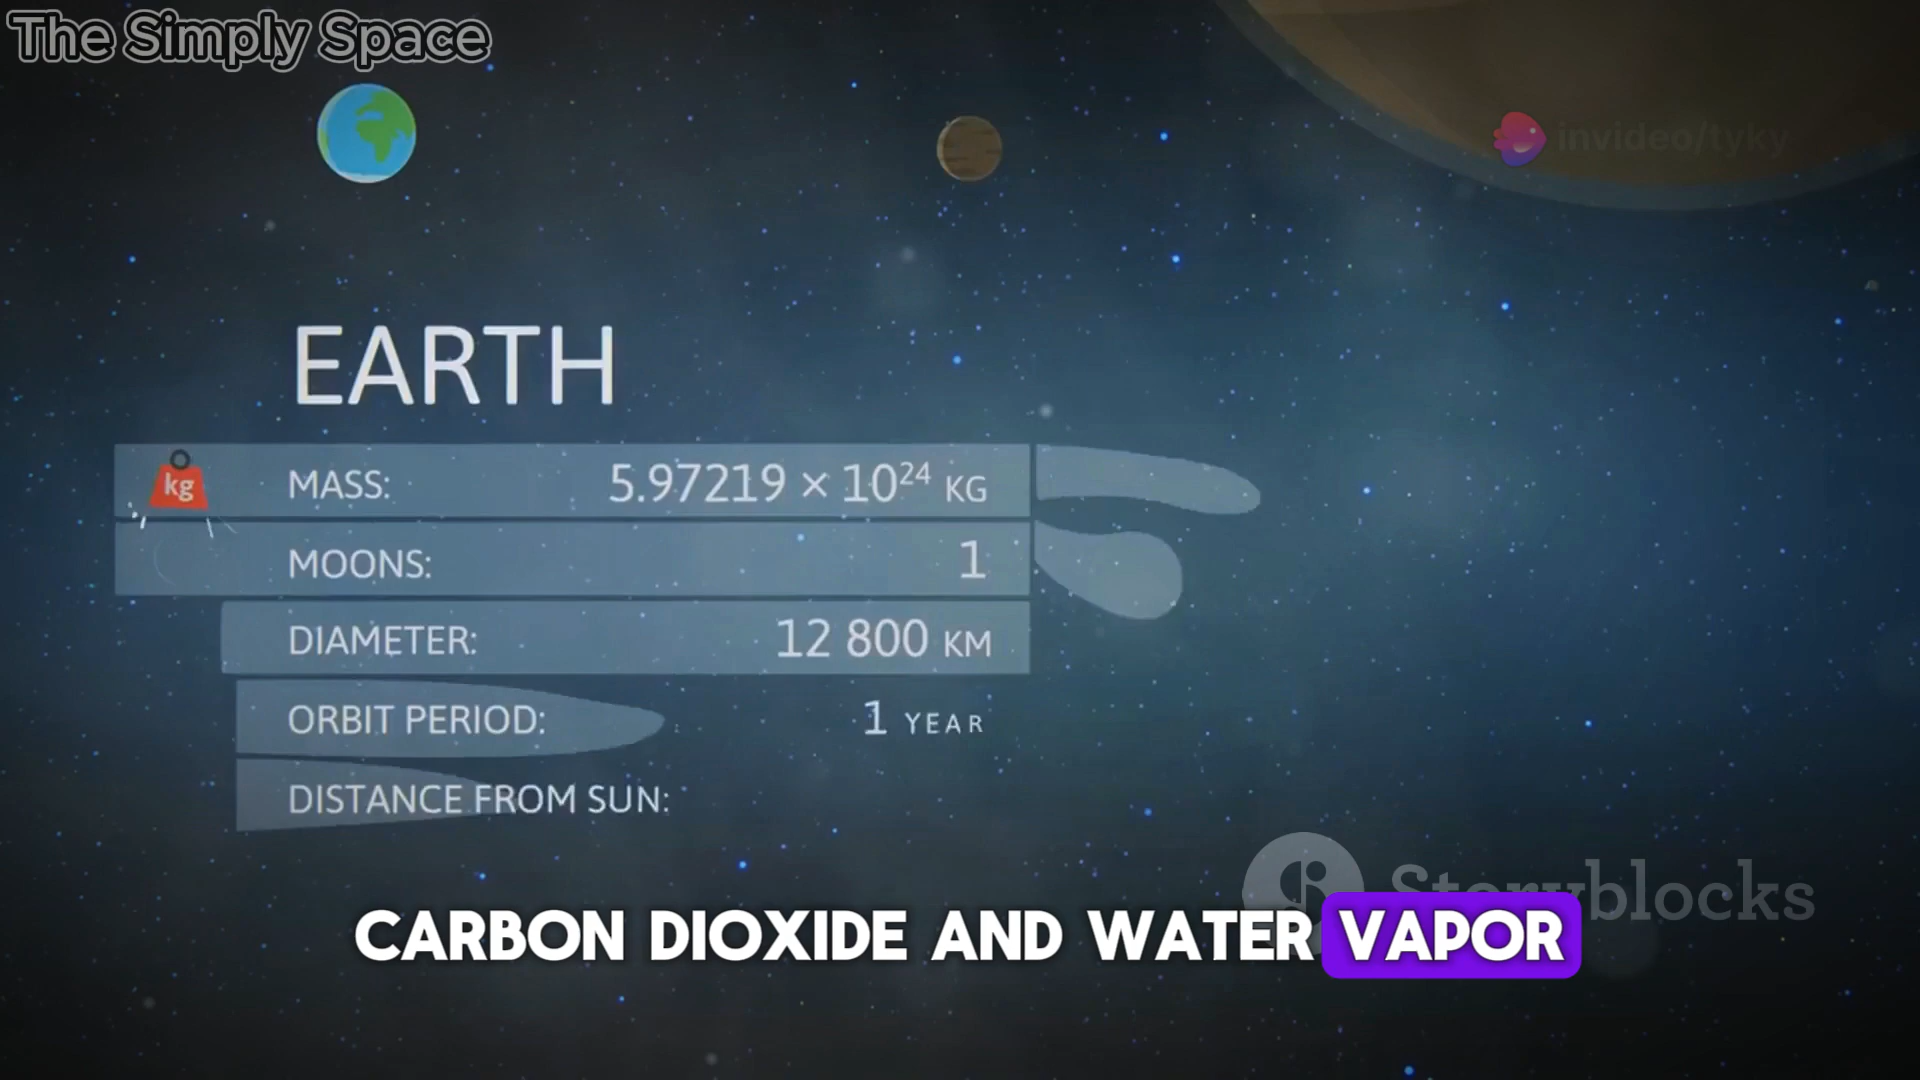 The Simply Space
invideo/tyky
EARTH
kg
MASS: 5.97219 × 10²⁴ KG
MOONS: 1
DIAMETER: 12 800 KM
ORBIT PERIOD: 1 YEAR
DISTANCE FROM SUN:
Storyblocks
CARBON DIOXIDE AND WATER VAPOR